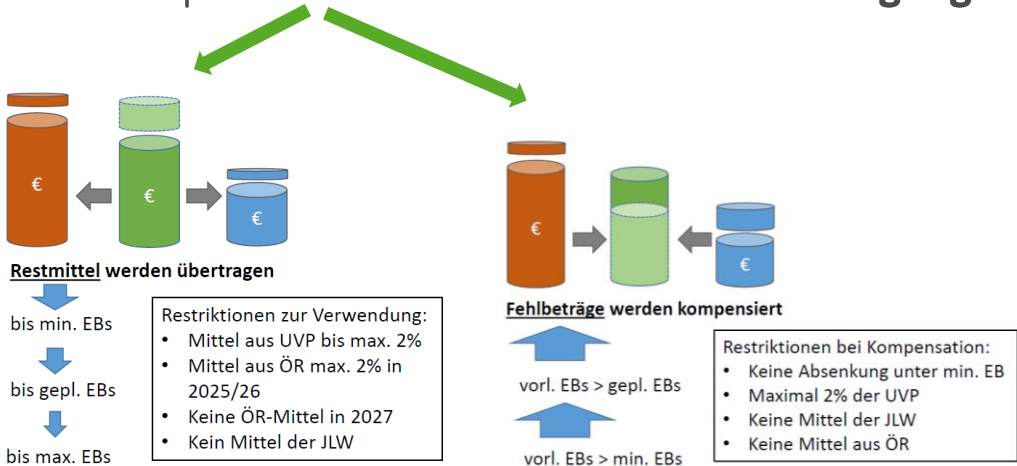 €
€
€
Restmittel werden übertragen
bis min. EBs
bis gepl. EBs
bis max. EBs
Restriktionen zur Verwendung:
• Mittel aus UVP bis max. 2%
• Mittel aus ÖR max. 2% in
2025/26
• Keine ÖR-Mittel in 2027
• Kein Mittel der JLW
€
€
Fehlbeträge werden kompensiert
vorl. EBs > gepl. EBs
vorl. EBs > min. EBs
Restriktionen bei Kompensation:
• Keine Absenkung unter min. EB
• Maximal 2% der UVP
• Keine Mittel der JLW
• Keine Mittel aus ÖR